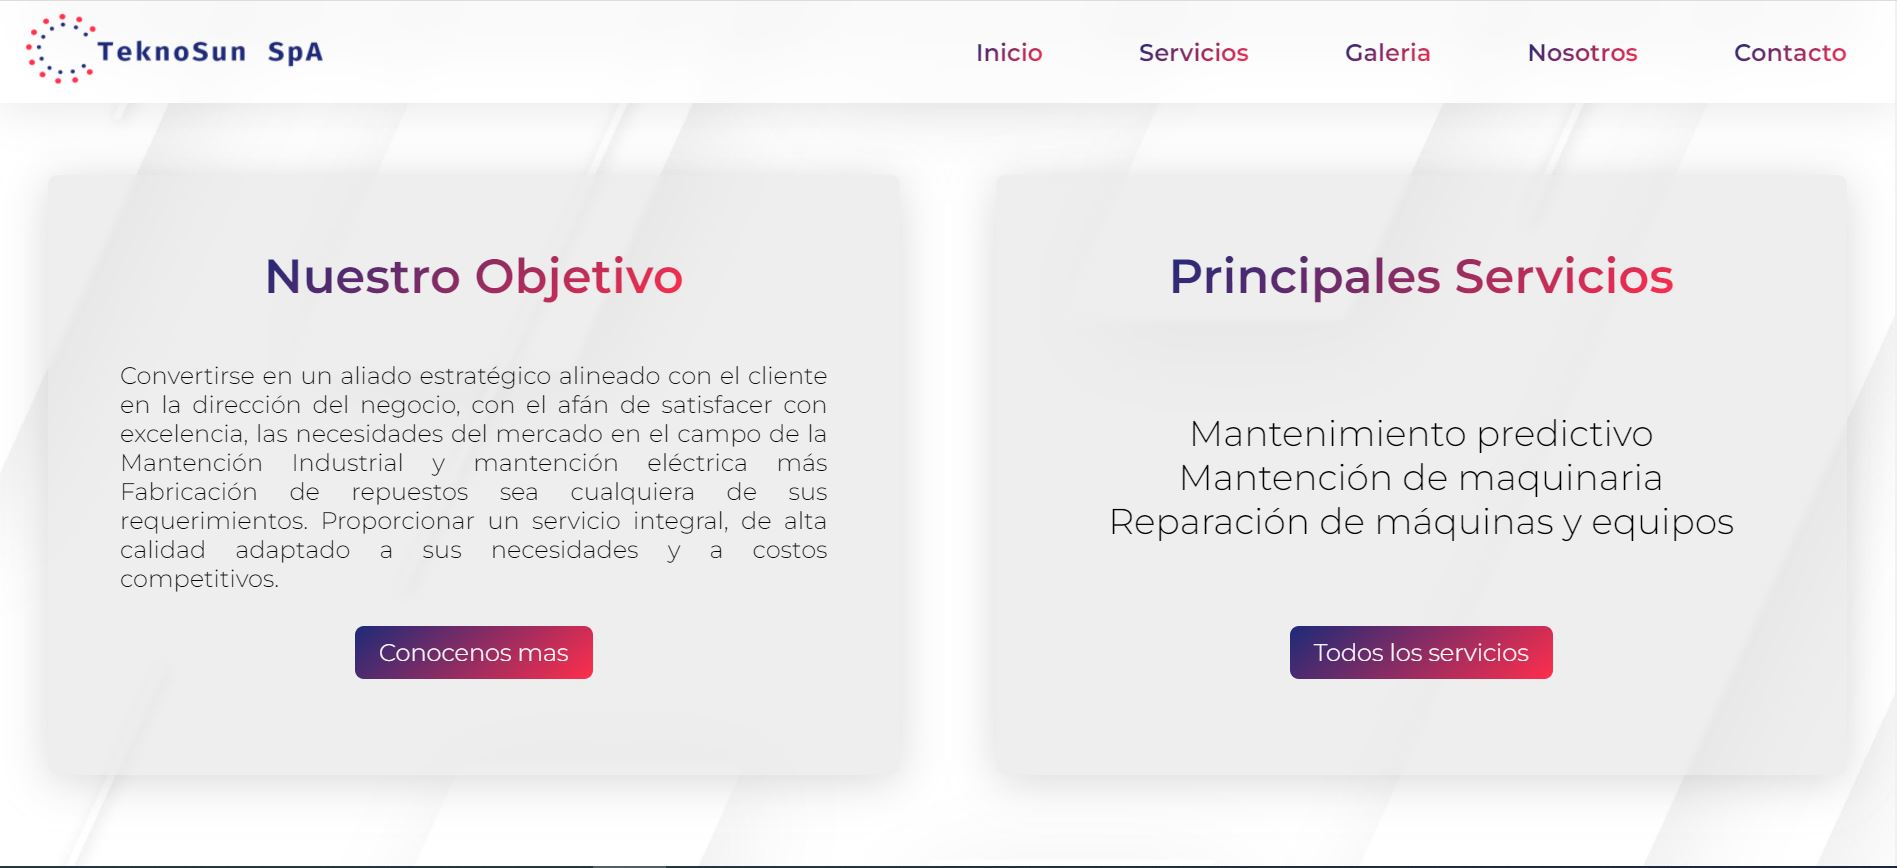 TeknoSun SpA
Inicio Servicios Galeria Nosotros Contacto
Nuestro Objetivo
Convertirse en un aliado estratégico alineado con el cliente
en la dirección del negocio, con el afán de satisfacer con
excelencia, las necesidades del mercado en el campo de la
Mantención Industrial y mantención eléctrica más
Fabricación de repuestos sea cualquiera de sus
requerimientos. Proporcionar un servicio integral, de alta
calidad adaptado a sus necesidades y a costos
competitivos.
Conocenos mas
Principales Servicios
Mantenimiento predictivo
Mantención de maquinaria
Reparación de máquinas y equipos
Todos los servicios